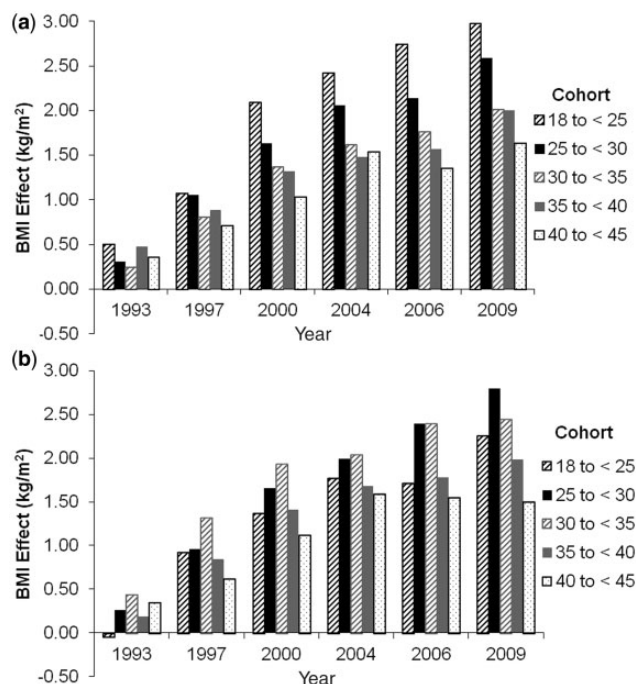 (a)
BMI Effect (kg/m²)
3.00
2.50
2.00
1.50
1.00
0.50
0.00
-0.50
1993 1997 2000 2004 2006 2009
Year
Cohort
18 to < 25
25 to < 30
30 to < 35
35 to < 40
40 to < 45
(b)
BMI Effect (kg/m²)
3.00
2.50
2.00
1.50
1.00
0.50
0.00
-0.50
1993 1997 2000 2004 2006 2009
Year
Cohort
18 to < 25
25 to < 30
30 to < 35
35 to < 40
40 to < 45